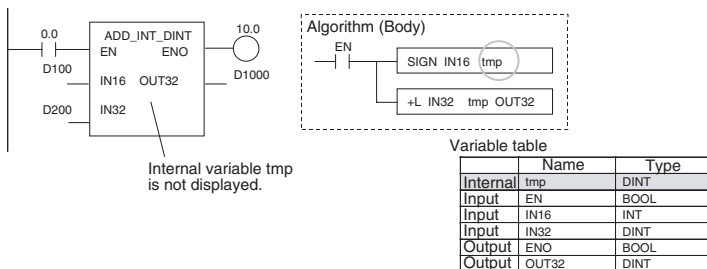 0.0
ADD_INT_DINT
10.0
EN ENO
D100
D1000
IN16 OUT32
D200
IN32
Internal variable tmp
is not displayed.
Algorithm (Body)
EN
SIGN IN16 tmp
+L IN32 tmp OUT32
Variable table
Name Type
Internal tmp DINT
Input EN BOOL
Input IN16 INT
Input IN32 DINT
Output ENO BOOL
Output OUT32 DINT